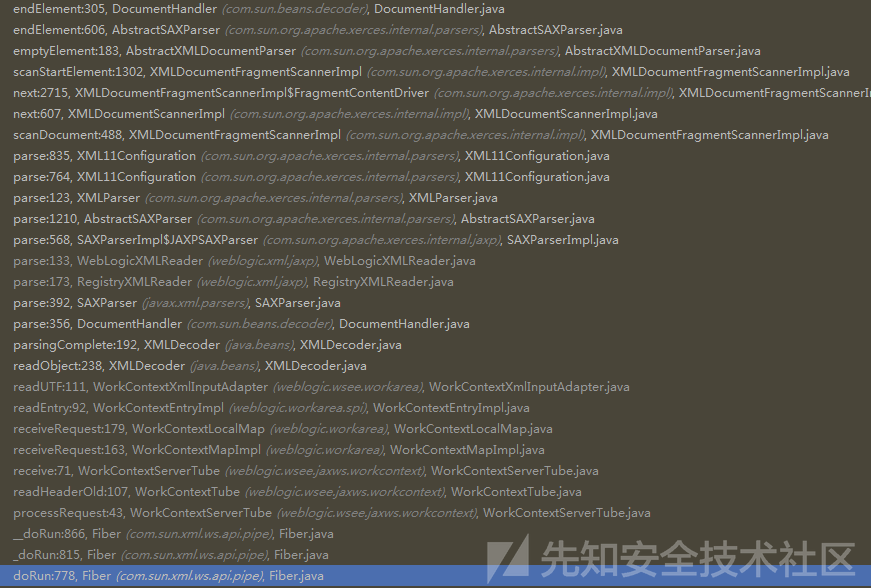 endElement:305, DocumentHandler (com.sun.beans.decoder), DocumentHandler.java
endElement:606, AbstractSAXParser (com.sun.org.apache.xerces.internal.parsers), AbstractSAXParser.java
emptyElement:183, AbstractXMLDocumentParser (com.sun.org.apache.xerces.internal.parsers), AbstractXMLDocumentParser.java
scanStartElement:1302, XMLDocumentFragmentScannerImpl (com.sun.org.apache.xerces.internal.impl), XMLDocumentFragmentScannerImpl.java
next:2715, XMLDocumentFragmentScannerImpl$FragmentContentDriver (com.sun.org.apache.xerces.internal.impl), XMLDocumentFragmentScannerI
next:607, XMLDocumentScannerImpl (com.sun.org.apache.xerces.internal.impl), XMLDocumentScannerImpl.java
scanDocument:488, XMLDocumentFragmentScannerImpl (com.sun.org.apache.xerces.internal.impl), XMLDocumentFragmentScannerImpl.java
parse:835, XML11Configuration (com.sun.org.apache.xerces.internal.parsers), XML11Configuration.java
parse:764, XML11Configuration (com.sun.org.apache.xerces.internal.parsers), XML11Configuration.java
parse:123, XMLParser (com.sun.org.apache.xerces.internal.parsers), XMLParser.java
parse:1210, AbstractSAXParser (com.sun.org.apache.xerces.internal.parsers), AbstractSAXParser.java
parse:568, SAXParserImpl$JAXPSAXParser (com.sun.org.apache.xerces.internal.jaxp), SAXParserImpl.java
parse:133, WebLogicXMLReader (weblogic.xml.jaxp), WebLogicXMLReader.java
parse:173, RegistryXMLReader (weblogic.xml.jaxp), RegistryXMLReader.java
parse:392, SAXParser (javax.xml.parsers), SAXParser.java
parse:356, DocumentHandler (com.sun.beans.decoder), DocumentHandler.java
parsingComplete:192, XMLDecoder (java.beans), XMLDecoder.java
readObject:238, XMLDecoder (java.beans), XMLDecoder.java
readUTF:111, WorkContextXmlInputAdapter (weblogic.wsee.workarea), WorkContextXmlInputAdapter.java
readEntry:92, WorkContextEntryImpl (weblogic.workarea.spi), WorkContextEntryImpl.java
receiveRequest:179, WorkContextLocalMap (weblogic.workarea), WorkContextLocalMap.java
receiveRequest:163, WorkContextMapImpl (weblogic.workarea), WorkContextMapImpl.java
receive:71, WorkContextServerTube (weblogic.wsee.jaxws.workcontext), WorkContextServerTube.java
readHeaderOld:107, WorkContextTube (weblogic.wsee.jaxws.workcontext), WorkContextTube.java
processRequest:43, WorkContextServerTube (weblogic.wsee.jaxws.workcontext), WorkContextServerTube.java
__doRun:866, Fiber (com.sun.xml.ws.api.pipe), Fiber.java
_doRun:815, Fiber (com.sun.xml.ws.api.pipe), Fiber.java
doRun:778, Fiber (com.sun.xml.ws.api.pipe), Fiber.java
先知安全技术社区